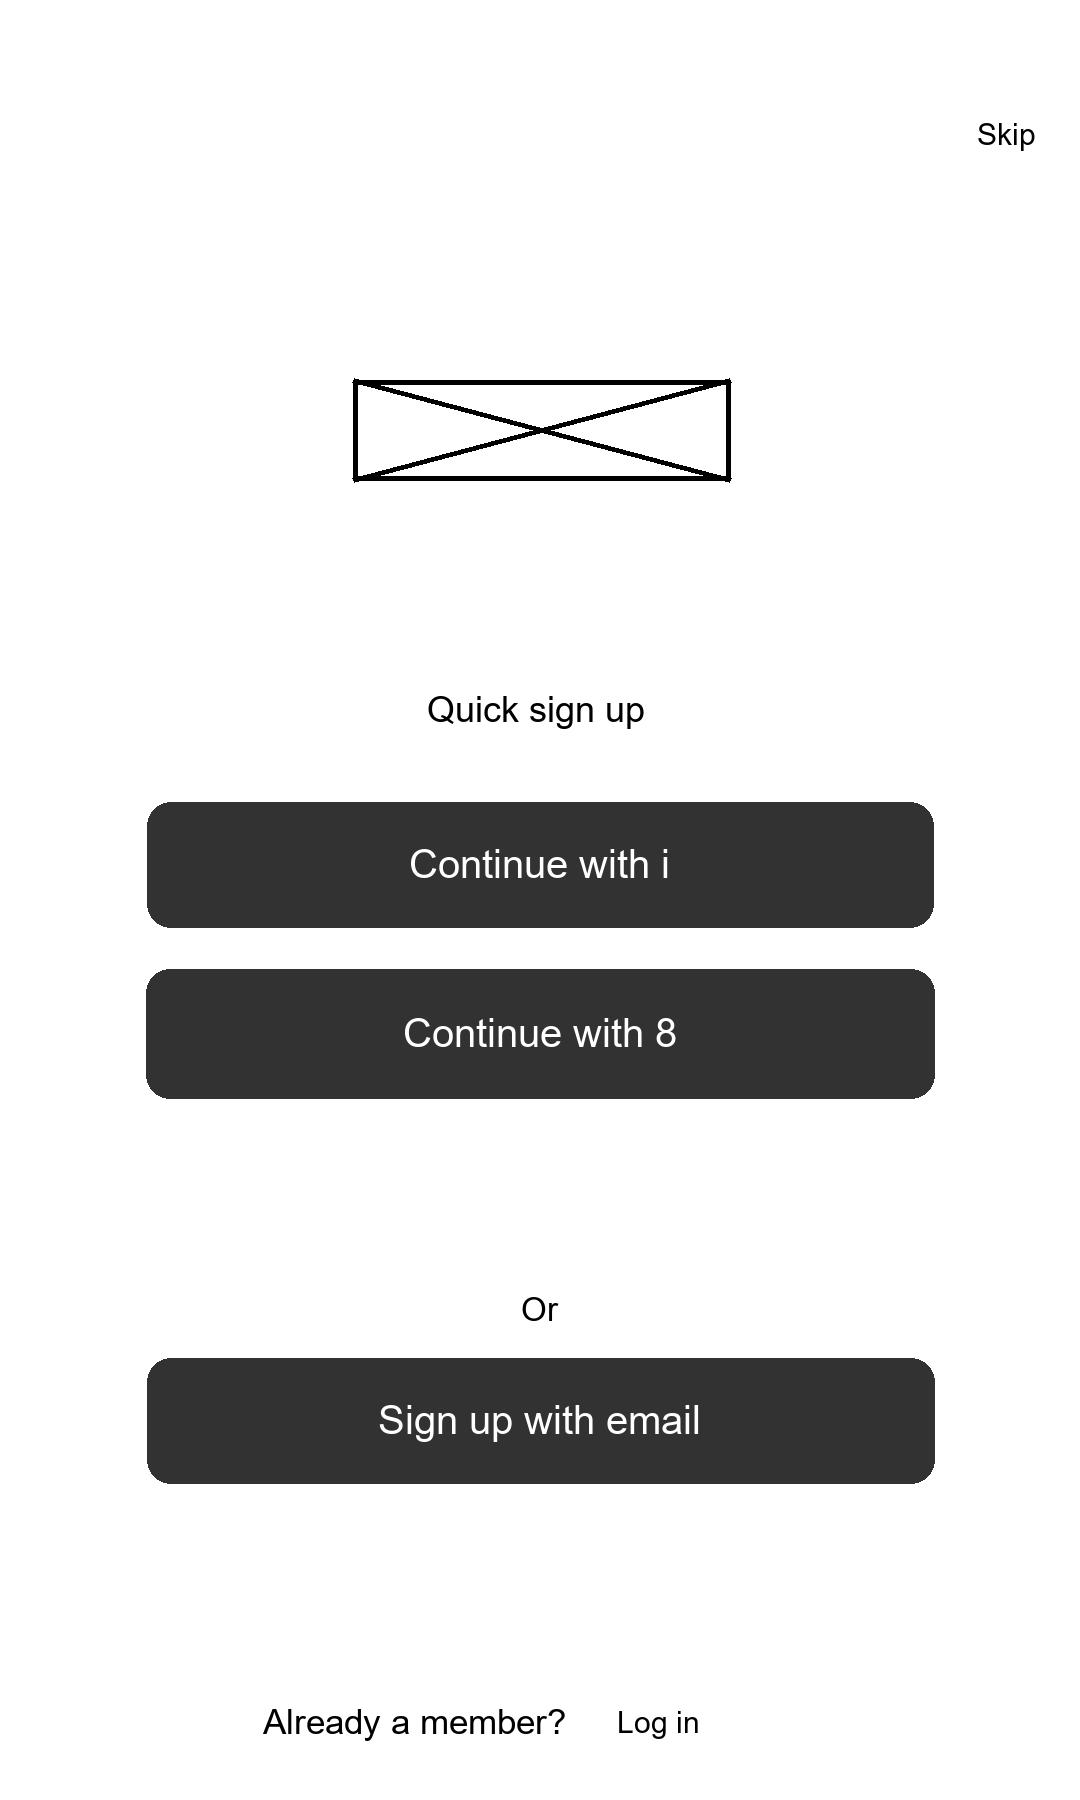 Skip
Quick sign up
Continue with i
Continue with 8
Or
Sign up with email
Already a member? Log in